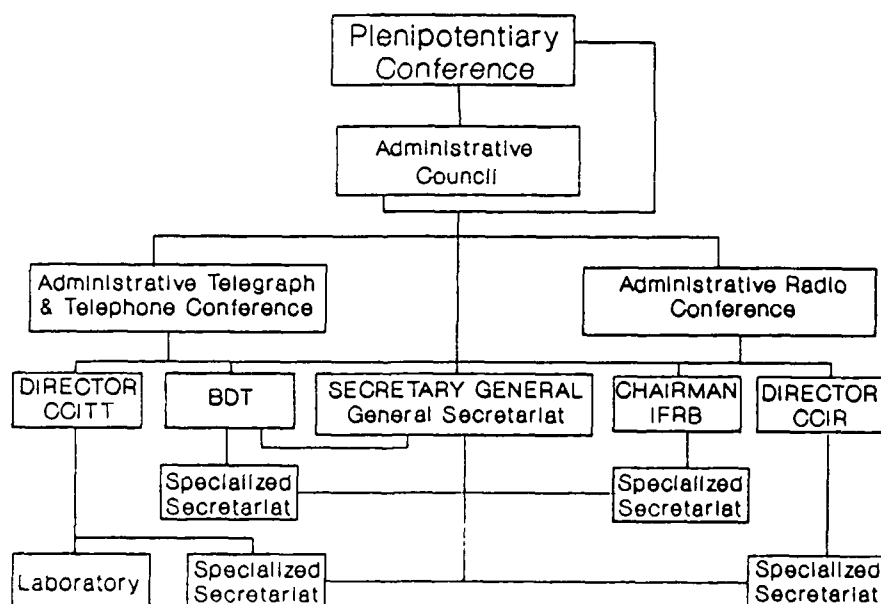 Plenipotentiary
Conference
Administrative
Council
Administrative Telegraph
& Telephone Conference
Administrative Radio
Conference
DIRECTOR
CCITT
BDT
SECRETARY GENERAL
General Secretariat
CHAIRMAN
IFRB
DIRECTOR
CCIR
Specialized
Secretariat
Specialized
Secretariat
Laboratory
Specialized
Secretariat
Specialized
Secretariat